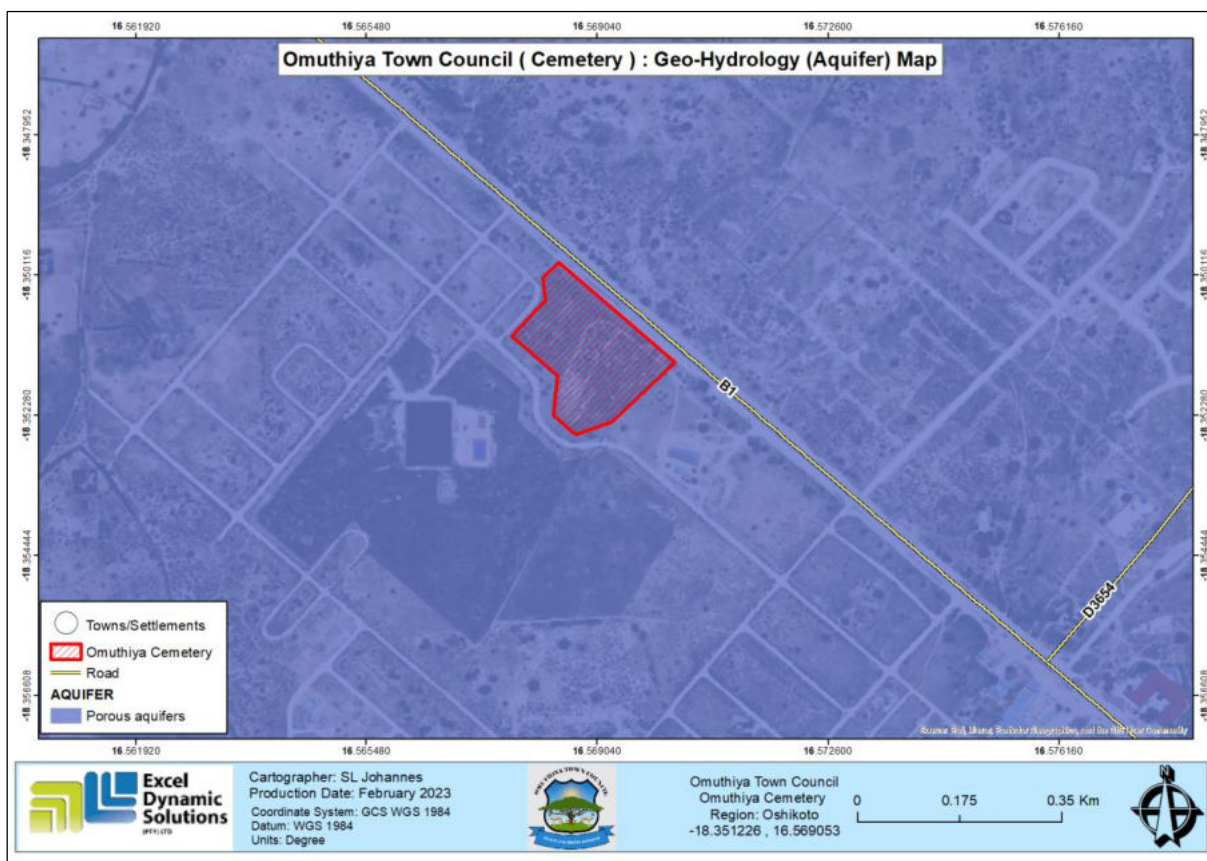 16.561920 16.565480 16.569040 16.572600 16.576160
Omuthiya Town Council ( Cemetery ) : Geo-Hydrology (Aquifer) Map
-18.347952 -18.347952
-18.350116 -18.350116
B1
-18.352280 -18.352280
-18.354444 -18.354444
D3654
Towns/Settlements
Omuthiya Cemetery
Road
AQUIFER
Porous aquifers
-18.356608 -18.356608
16.561920 16.565480 16.569040 16.572600 16.576160
Excel
Dynamic
Solutions
(PTY) LTD
Cartographer: SL Johannes
Production Date: February 2023
Coordinate System: GCS WGS 1984
Datum: WGS 1984
Units: Degree
OMUTHIYA TOWN COUNCIL
Omuthiya Town Council
Omuthiya Cemetery
Region: Oshikoto
-18.351226 , 16.569053
0 0.175 0.35 Km
N